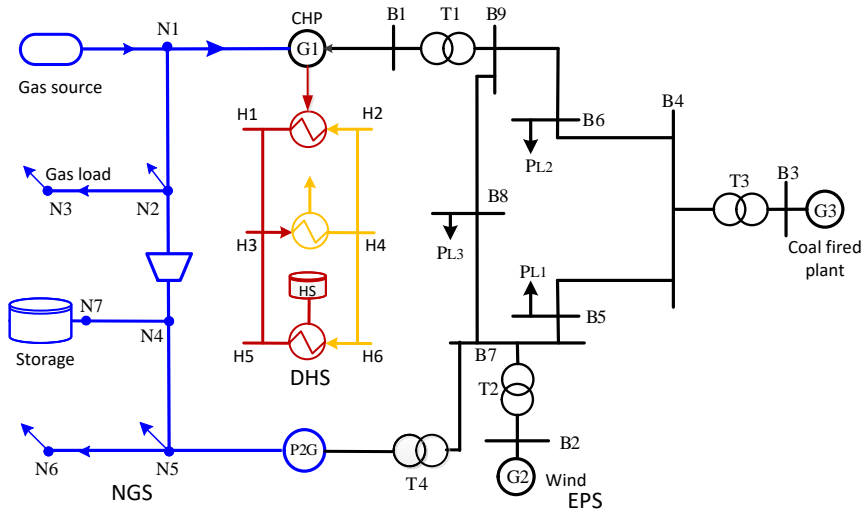 N1
CHP
B1
T1
B9
G1
Gas source
H1
H2
B6
B4
PL2
Gas load
N3
N2
B8
B3
T3
G3
H3
H4
PL3
Coal fired
plant
PL1
HS
N7
N4
B5
Storage
H5
H6
B7
DHS
T2
P2G
B2
N6
N5
T4
G2
Wind
NGS
EPS